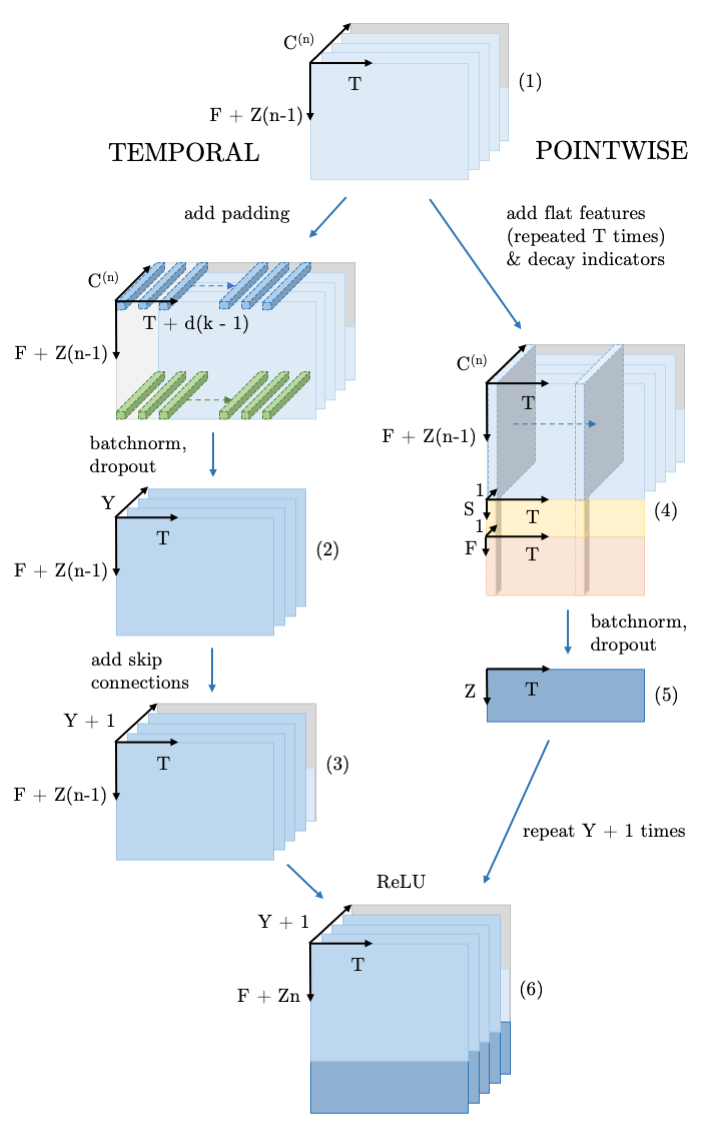 C(n)
T
(1)
F + Z(n-1)
TEMPORAL
POINTWISE
add padding
add flat features
(repeated T times)
& decay indicators
C(n)
T + d(k - 1)
F + Z(n-1)
batchnorm,
dropout
C(n)
T
F + Z(n-1)
1
S
T
(4)
1
F
T
Y
T
(2)
F + Z(n-1)
batchnorm,
dropout
add skip
connections
Z
T
(5)
Y + 1
T
(3)
F + Z(n-1)
repeat Y + 1 times
ReLU
Y + 1
T
F + Zn
(6)